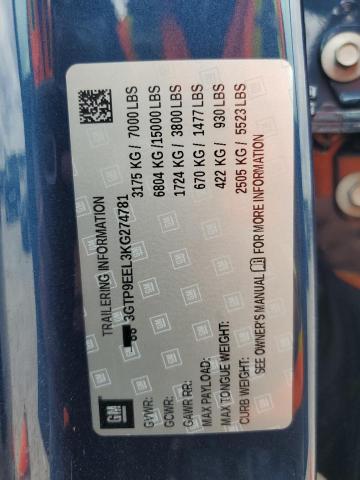 TRAILERING INFORMATION
3GTP9EEL3KG274781
GVWR: 3175 KG / 7000 LBS
GCWR: 6804 KG /15000 LBS
GAWR RR: 1724 KG / 3800 LBS
MAX PAYLOAD: 670 KG / 1477 LBS
MAX TONGUE WEIGHT: 422 KG / 930 LBS
CURB WEIGHT: 2505 KG / 5523 LBS
SEE OWNER'S MANUAL FOR MORE INFORMATION
GM